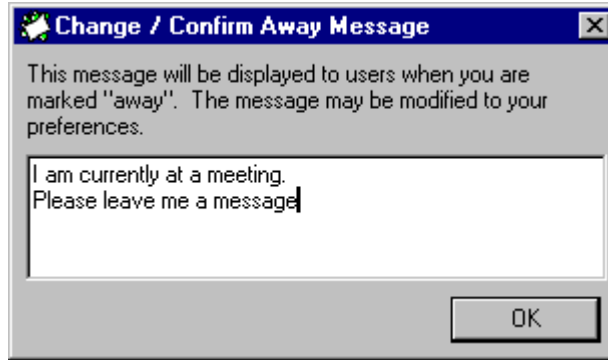 Change / Confirm Away Message
This message will be displayed to users when you are
marked "away". The message may be modified to your
preferences.
I am currently at a meeting.
Please leave me a message
OK